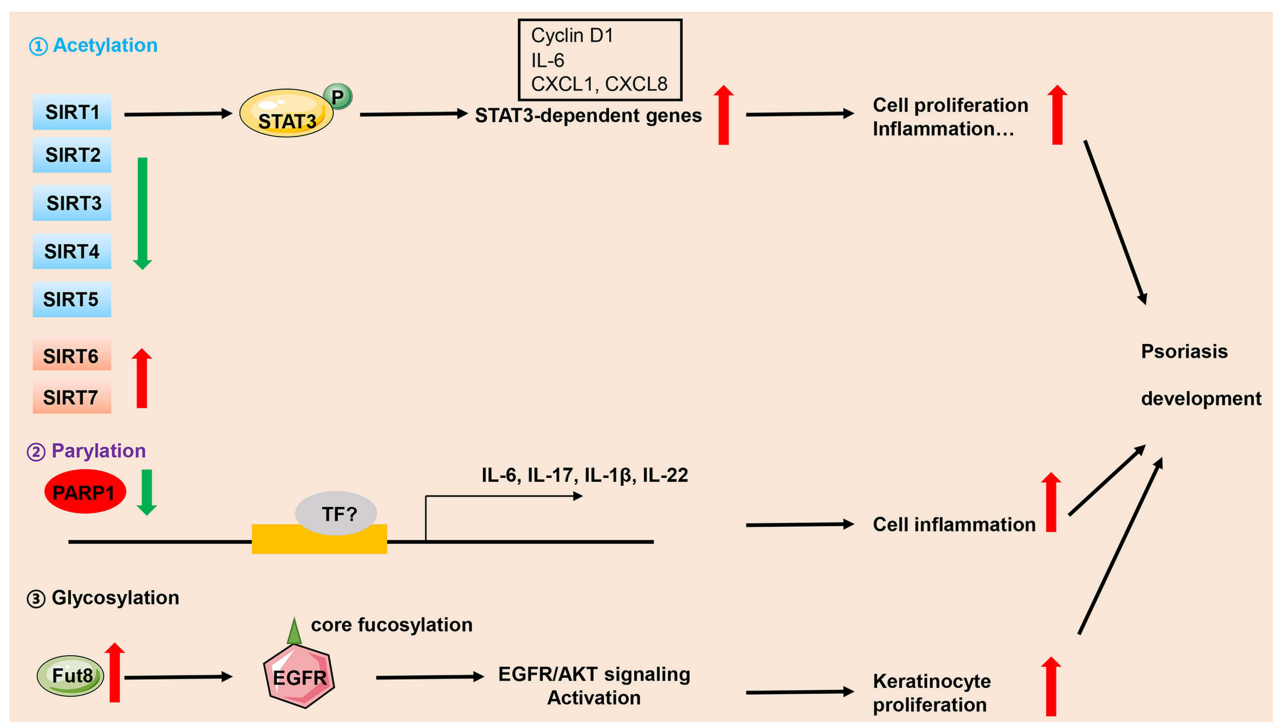 ① Acetylation
Cyclin D1
IL-6
CXCL1, CXCL8
SIRT1
STAT3
P
STAT3-dependent genes
Cell proliferation
Inflammation…
SIRT2
SIRT3
SIRT4
SIRT5
SIRT6
SIRT7
Psoriasis
development
② Parylation
PARP1
TF?
IL-6, IL-17, IL-1β, IL-22
Cell inflammation
③ Glycosylation
core fucosylation
Fut8
EGFR
EGFR/AKT signaling
Activation
Keratinocyte
proliferation